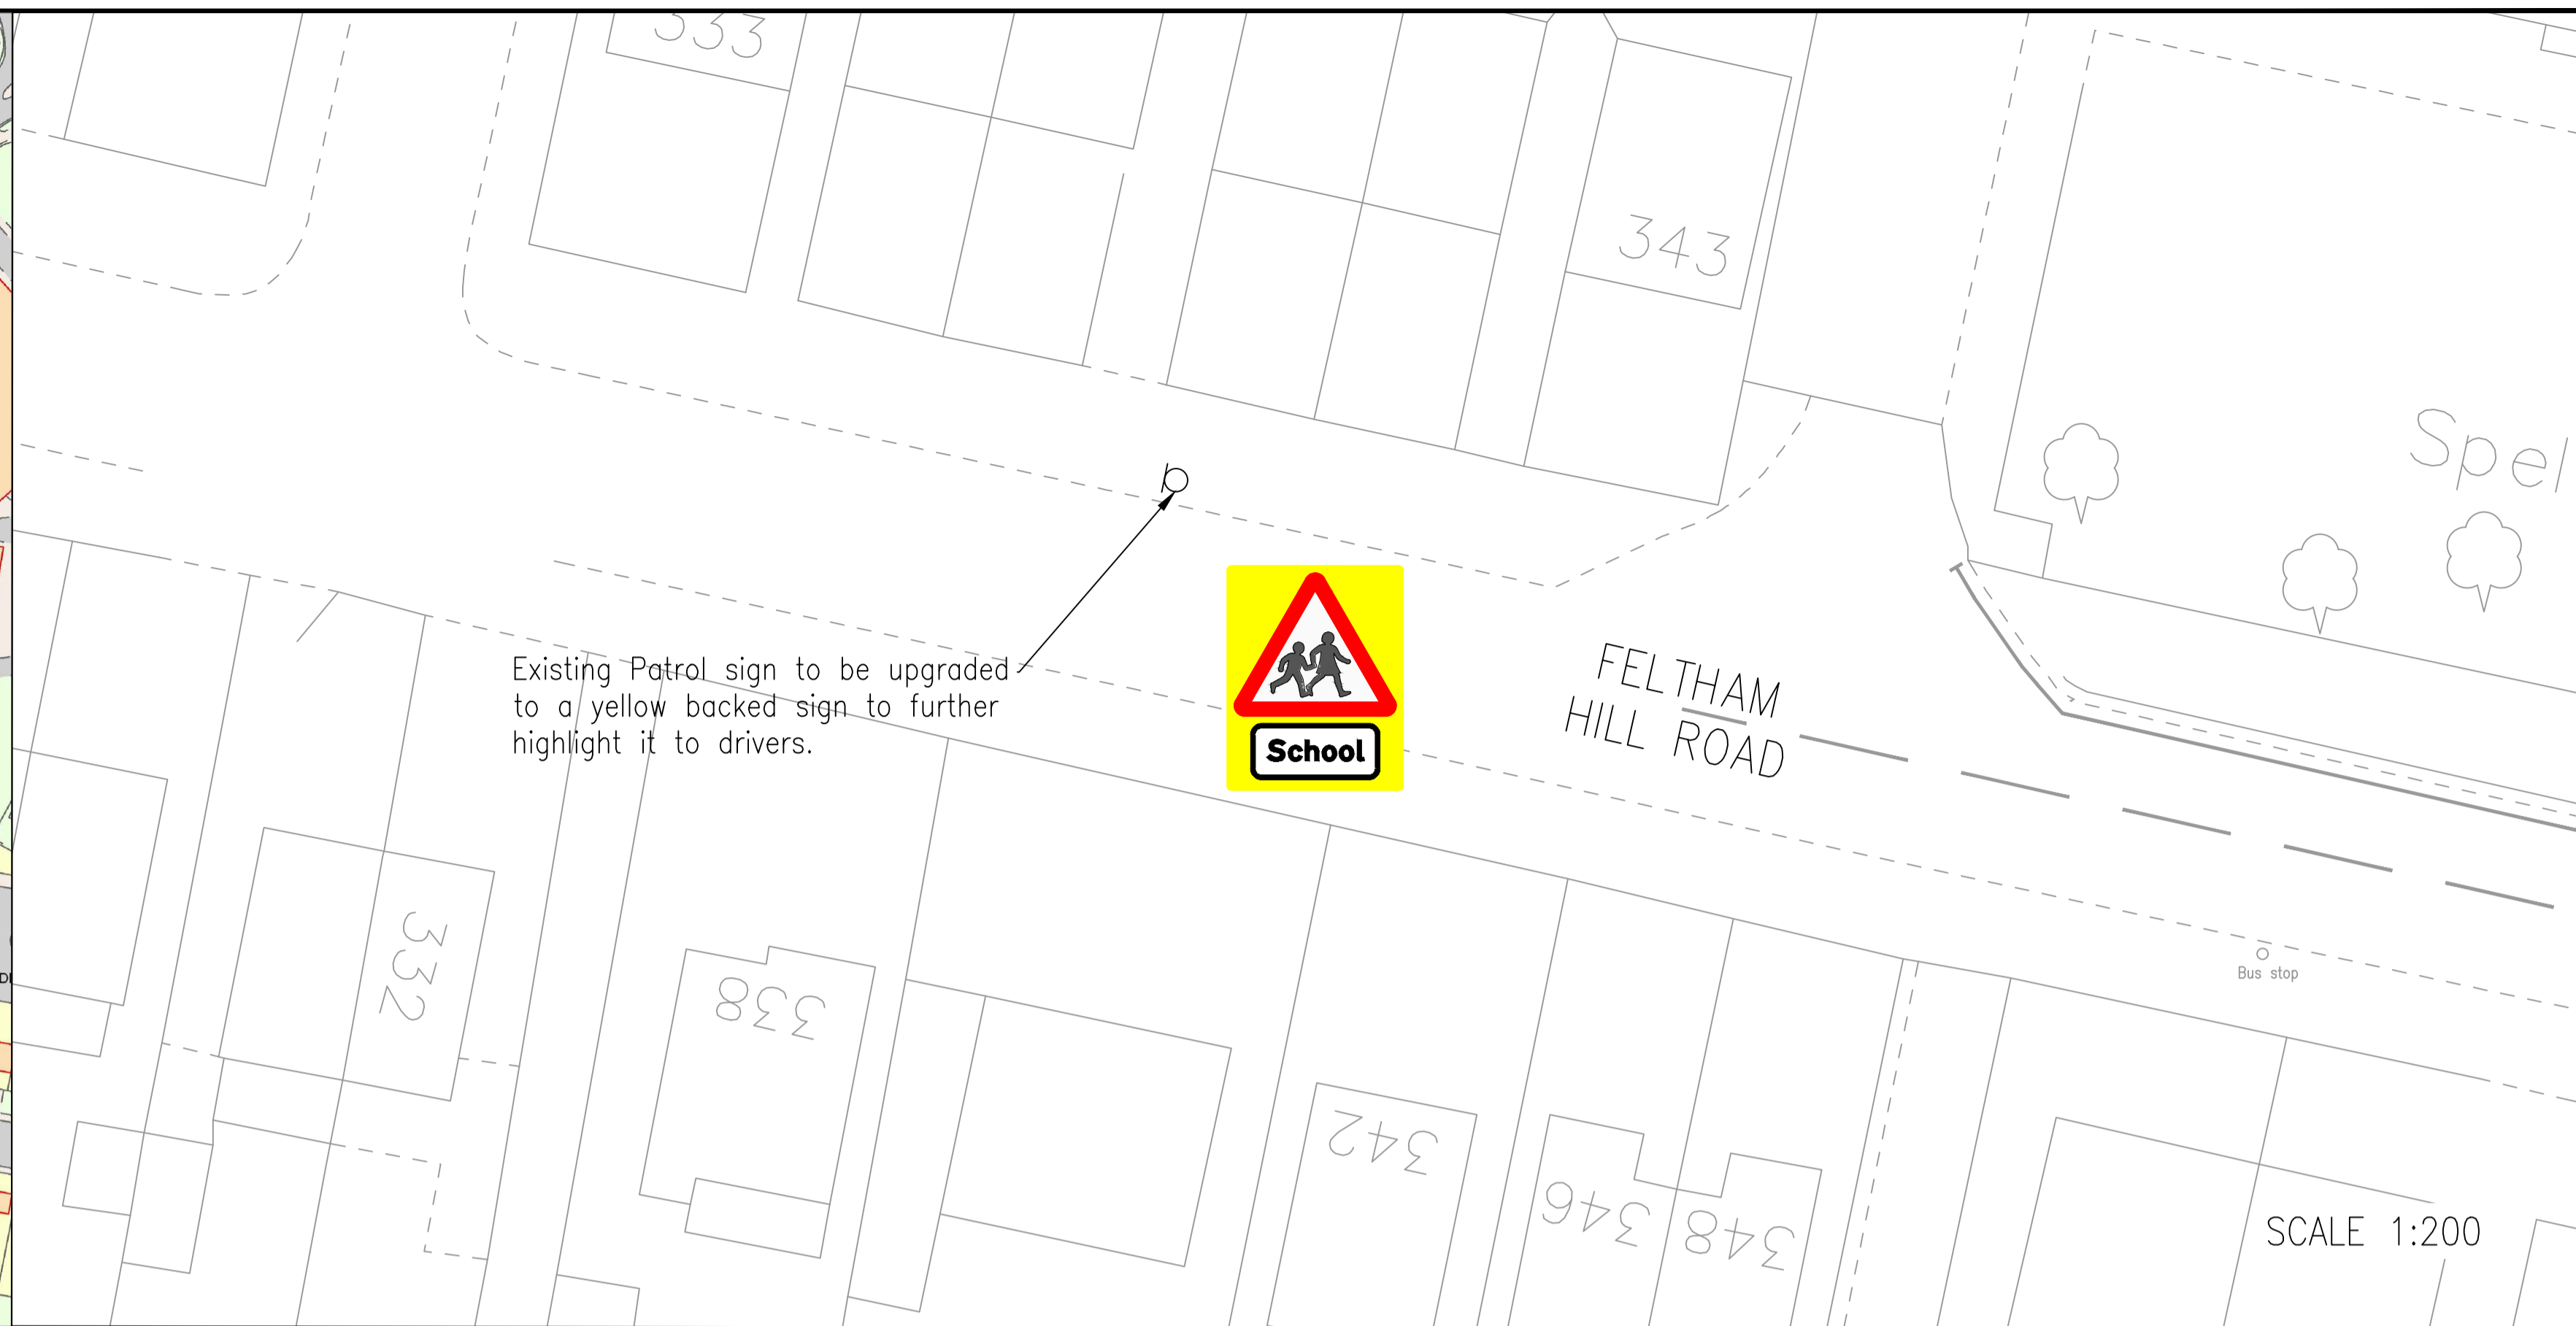 333
343
Spel
Existing Patrol sign to be upgraded
to a yellow backed sign to further
highlight it to drivers.
School
FELTHAM
HILL ROAD
332
338
Bus stop
342
346
348
SCALE 1:200